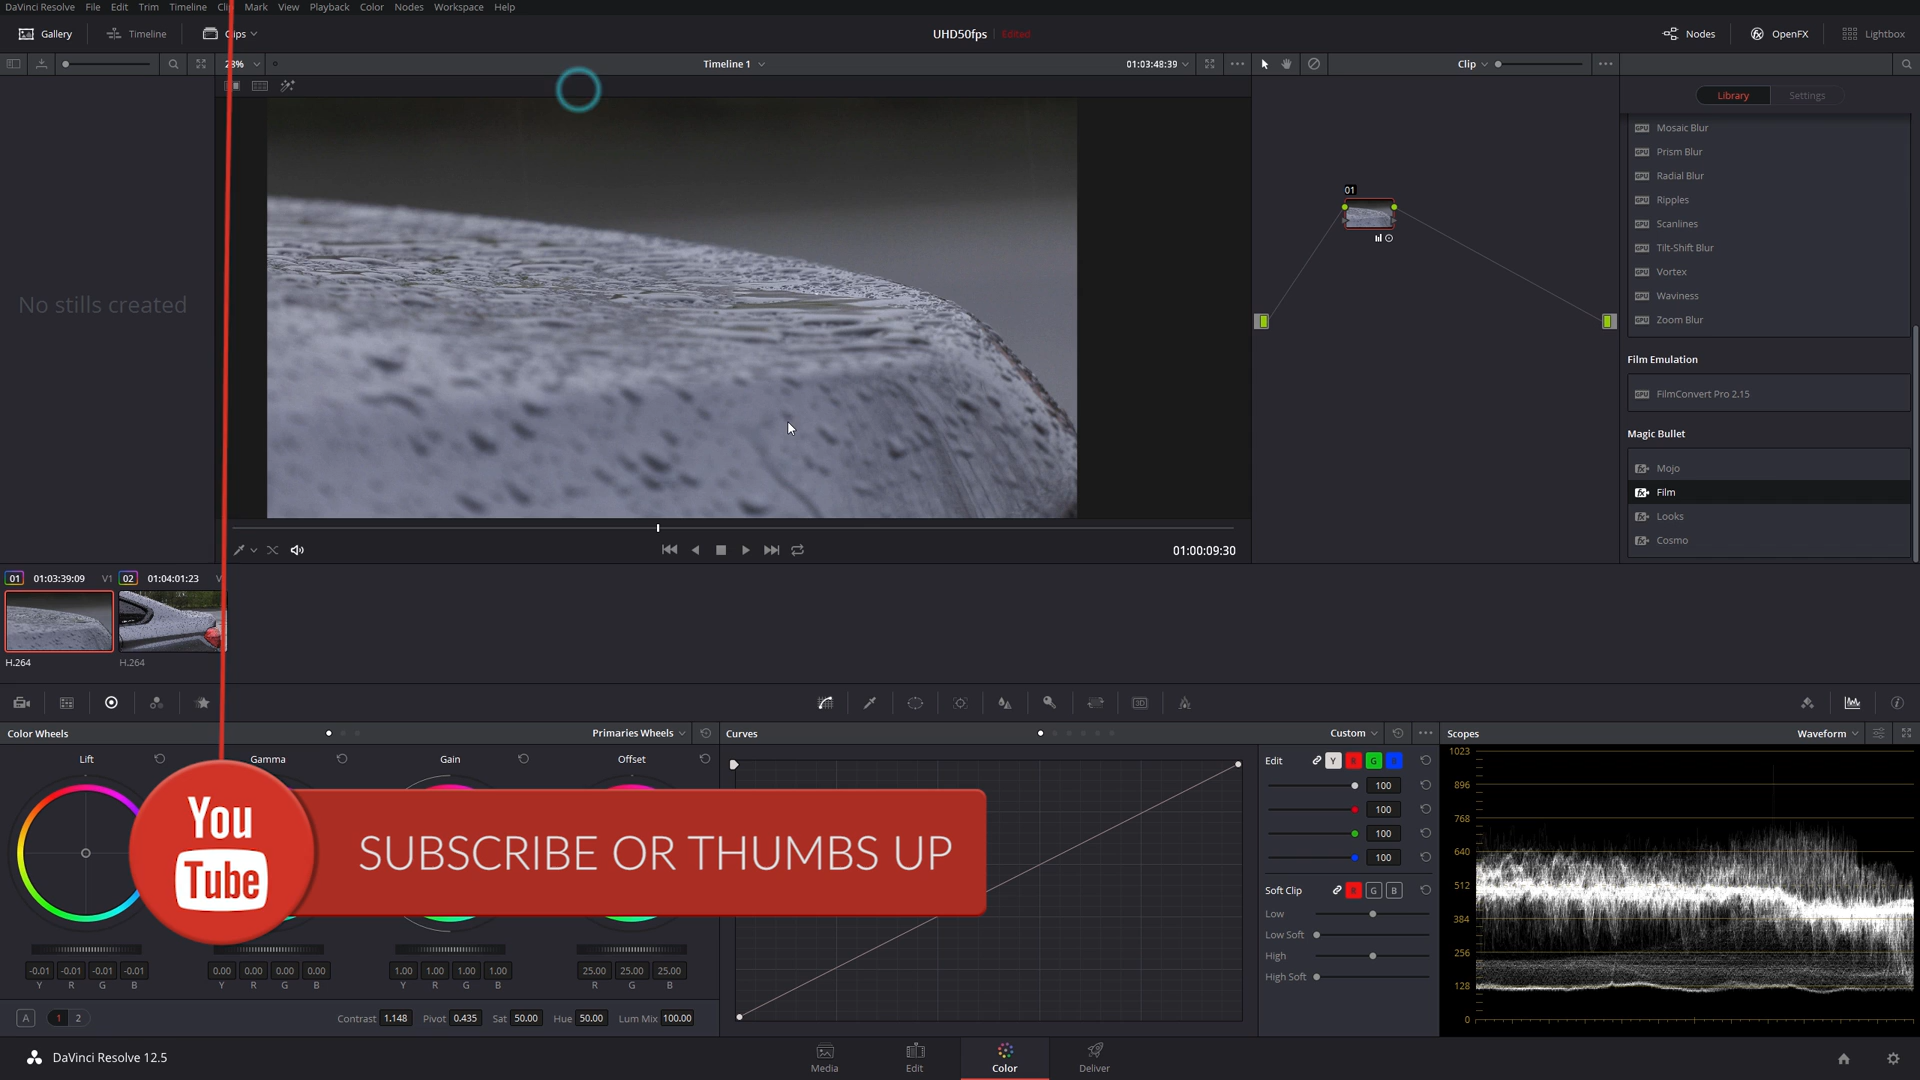 DaVinci Resolve File Edit Trim Timeline Clip Mark View Playback Color Nodes Workspace Help
Gallery Timeline Clips UHD50fps Edited Nodes OpenFX Lightbox
28% Timeline 1 01:03:48:39 Clip
Library Settings
Mosaic Blur
Prism Blur
Radial Blur
Ripples
Scanlines
Tilt-Shift Blur
Vortex
Waviness
Zoom Blur
Film Emulation
FilmConvert Pro 2.15
Magic Bullet
Mojo
Film
Looks
Cosmo
01
No stills created
01:00:09:30
01 01:03:39:09 V1 02 01:04:01:23
H.264 H.264
Color Wheels Primaries Wheels Curves Custom Scopes Waveform
Lift Gamma Gain Offset
You
Tube
SUBSCRIBE OR THUMBS UP
-0.01 -0.01 -0.01 -0.01 0.00 0.00 0.00 0.00 1.00 1.00 1.00 1.00 25.00 25.00 25.00
Y R G B Y R G B Y R G B R G B
A 1 2 Contrast 1.148 Pivot 0.435 Sat 50.00 Hue 50.00 Lum Mix 100.00
Edit Y R G B
100
100
100
100
Soft Clip R G B
Low
Low Soft
High
High Soft
1023
896
768
640
512
384
256
128
0
DaVinci Resolve 12.5 Media Edit Color Deliver